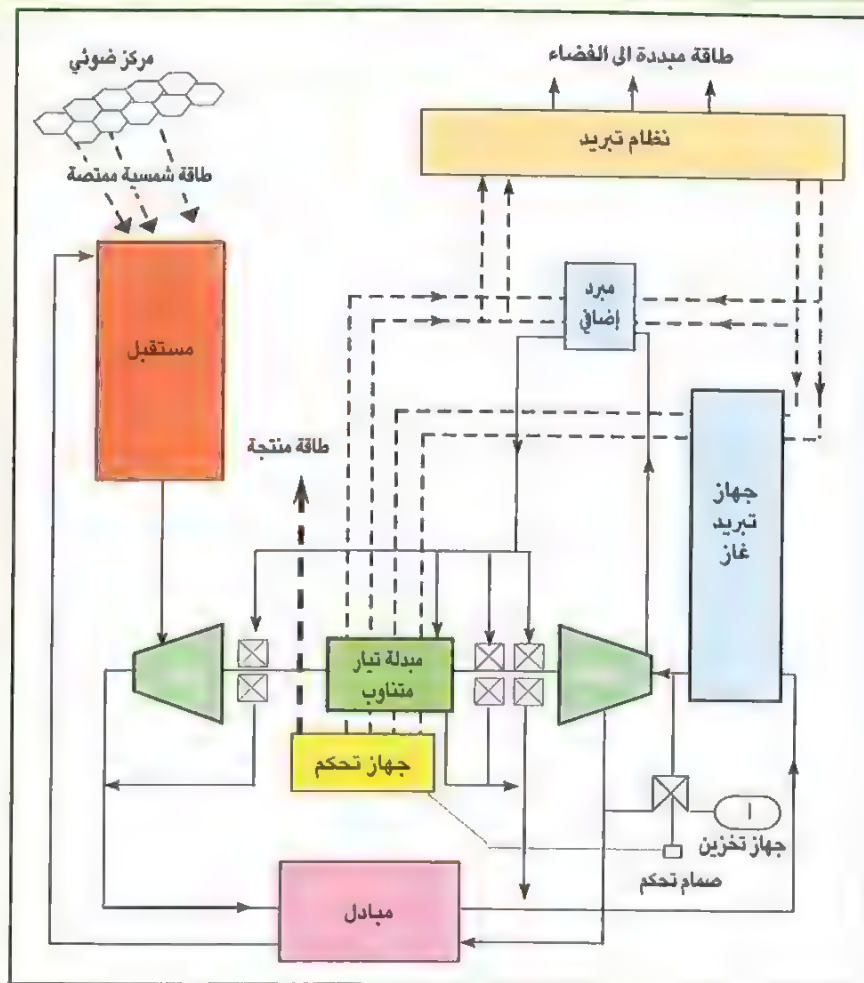 مركز ضوئي
طاقة مبددة الى الفضاء
نظام تبريد
طاقة شمسية ممتصة
مبرد
إضافي
مستقبل
طاقة منتجة
جهاز
تبريد
غاز
مبدلة تيار
متناوب
جهاز تحكم
جهاز تخزين
صمام تحكم
مبادل